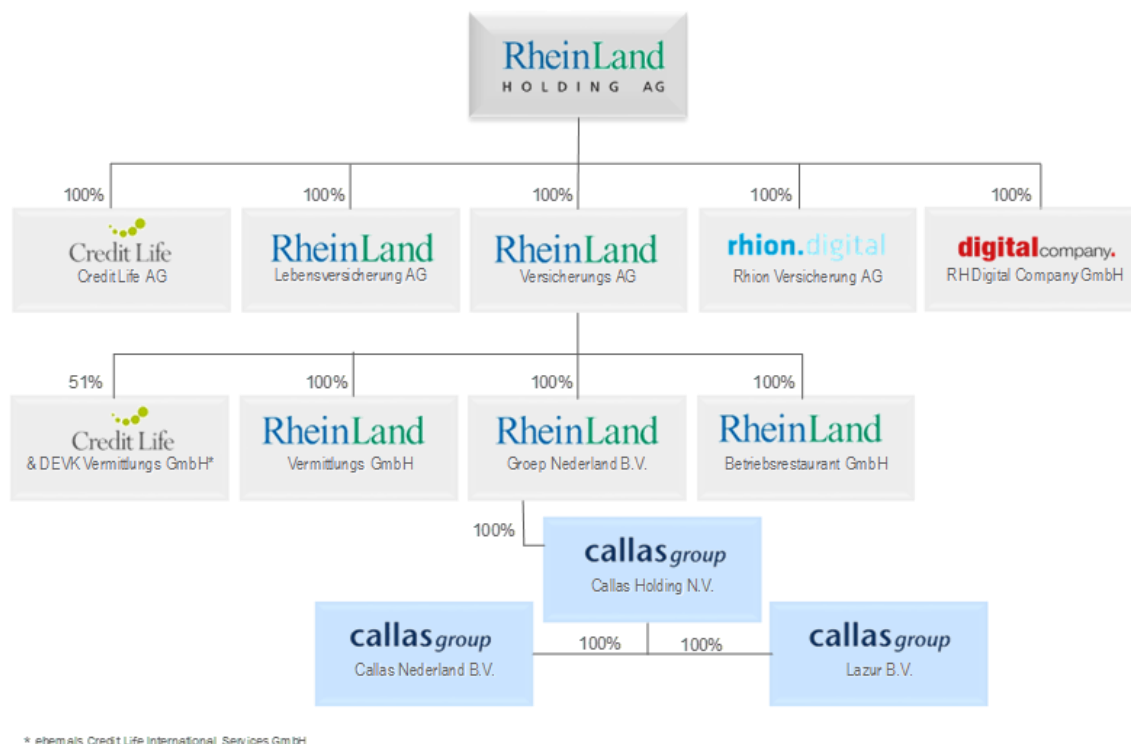 RheinLand
HOLDING AG
100% 100% 100% 100% 100%
Credit Life
Credit Life AG
RheinLand
Lebensversicherung AG
RheinLand
Versicherungs AG
rhion.digital
Rhion Versicherung AG
digitalcompany.
RH Digital Company GmbH
51% 100% 100% 100%
Credit Life
& DEVK Vermittlungs GmbH*
RheinLand
Vermittlungs GmbH
RheinLand
Groep Nederland B.V.
RheinLand
Betriebsrestaurant GmbH
100%
callas group
Callas Holding N.V.
callas group
Callas Nederland B.V.
100% 100%
callas group
Lazur B.V.
* ehemals Credit Life International Services GmbH